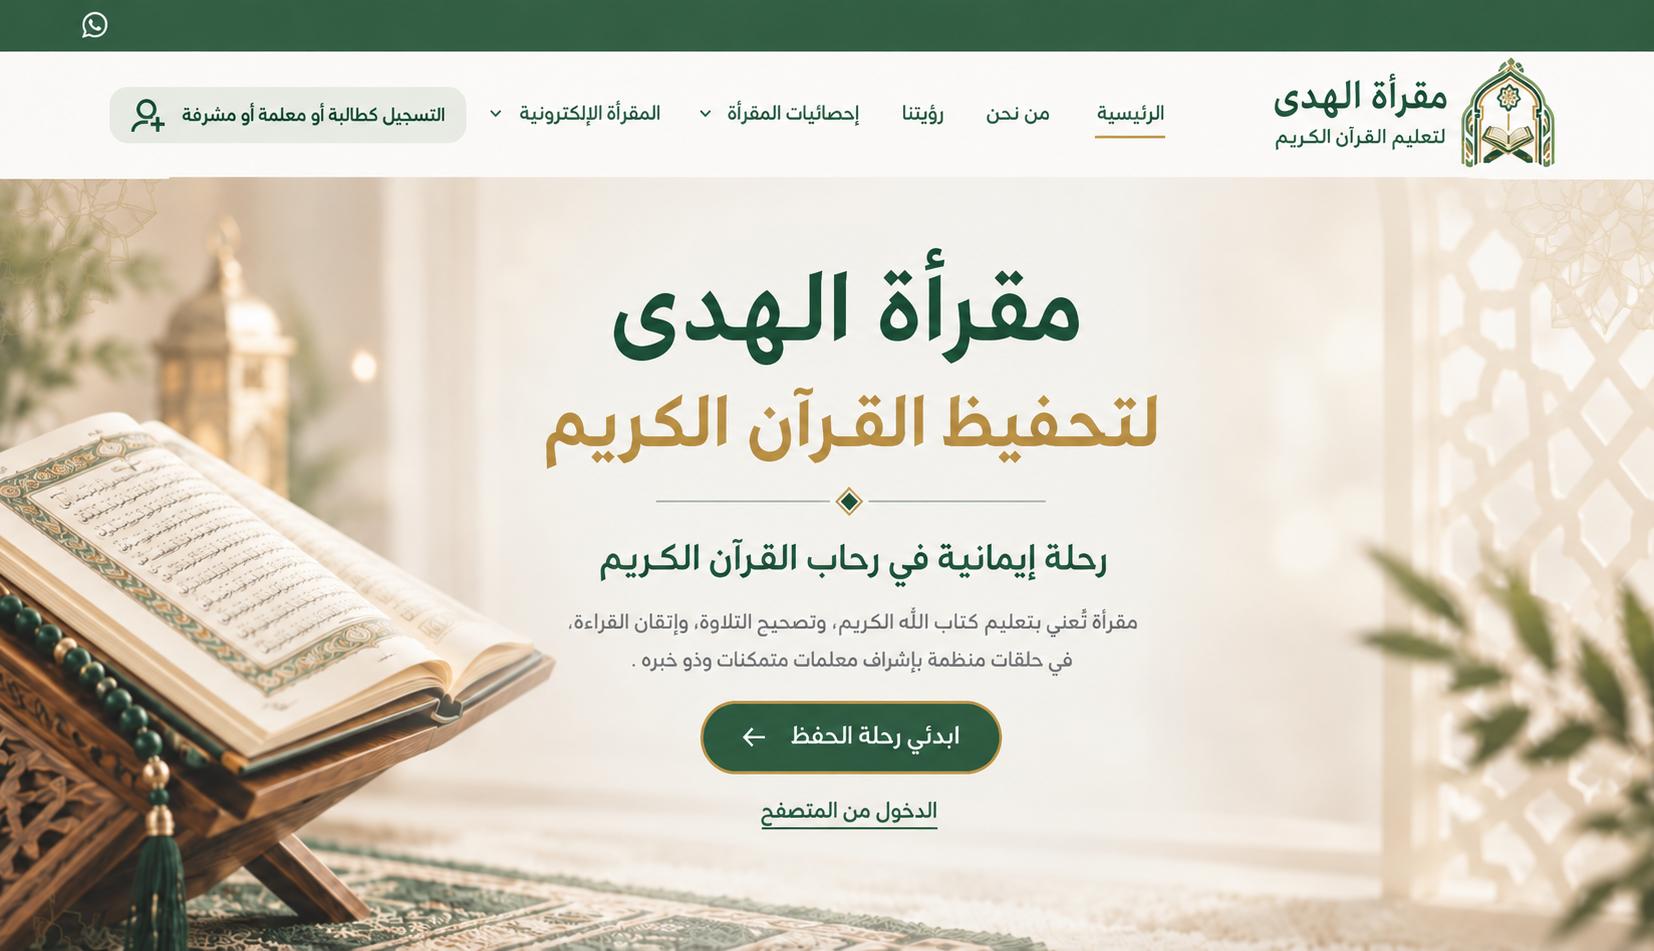 مقرأة الهدى
لتعليم القرآن الكريم
الرئيسية
من نحن
رؤيتنا
إحصائيات المقرأة
المقرأة الإلكترونية
التسجيل كطالبة أو معلمة أو مشرفة
مقرأة الهدى
لتحفيظ القرآن الكريم
رحلة إيمانية في رحاب القرآن الكريم
مقرأة تُعني بتعليم كتاب الله الكريم، وتصحيح التلاوة، وإتقان القراءة،
في حلقات منظمة بإشراف معلمات متمكنات وذو خبره .
ابدئي رحلة الحفظ
الدخول من المتصفح